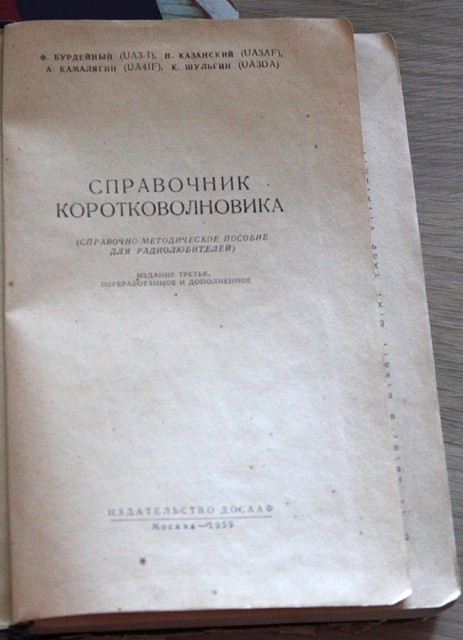 Ф. БУРДЕЙНЫЙ (UA3-1), Н. КАЗАНСКИЙ (UA3AF),
А. КАМАЛЯГИН (UA4IF), К. ШУЛЬГИН (UA3DA)
СПРАВОЧНИК
КОРОТКОВОЛНОВИКА
(СПРАВОЧНО-МЕТОДИЧЕСКОЕ ПОСОБИЕ
ДЛЯ РАДИОЛЮБИТЕЛЕЙ)
ИЗДАНИЕ ТРЕТЬЕ,
ПЕРЕРАБОТАННОЕ И ДОПОЛНЕННОЕ
ИЗДАТЕЛЬСТВО ДОСААФ
Москва—1959